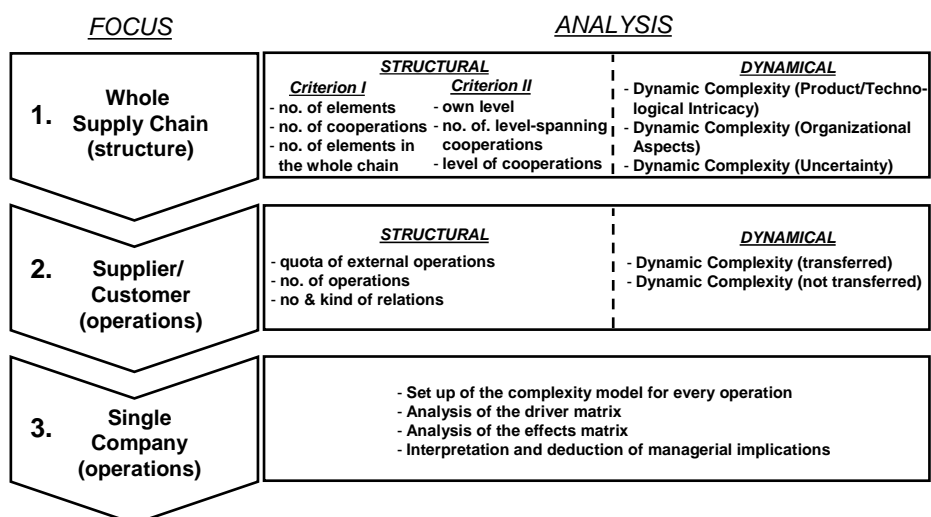 FOCUS
ANALYSIS
1.
Whole
Supply Chain
(structure)
STRUCTURAL
Criterion I
- no. of elements
- no. of cooperations
- no. of elements in
the whole chain
Criterion II
- own level
- no. of. level-spanning
cooperations
- level of cooperations
DYNAMICAL
- Dynamic Complexity (Product/Techno-
logical Intricacy)
- Dynamic Complexity (Organizational
Aspects)
- Dynamic Complexity (Uncertainty)
2.
Supplier/
Customer
(operations)
STRUCTURAL
- quota of external operations
- no. of operations
- no & kind of relations
DYNAMICAL
- Dynamic Complexity (transferred)
- Dynamic Complexity (not transferred)
3.
Single
Company
(operations)
- Set up of the complexity model for every operation
- Analysis of the driver matrix
- Analysis of the effects matrix
- Interpretation and deduction of managerial implications